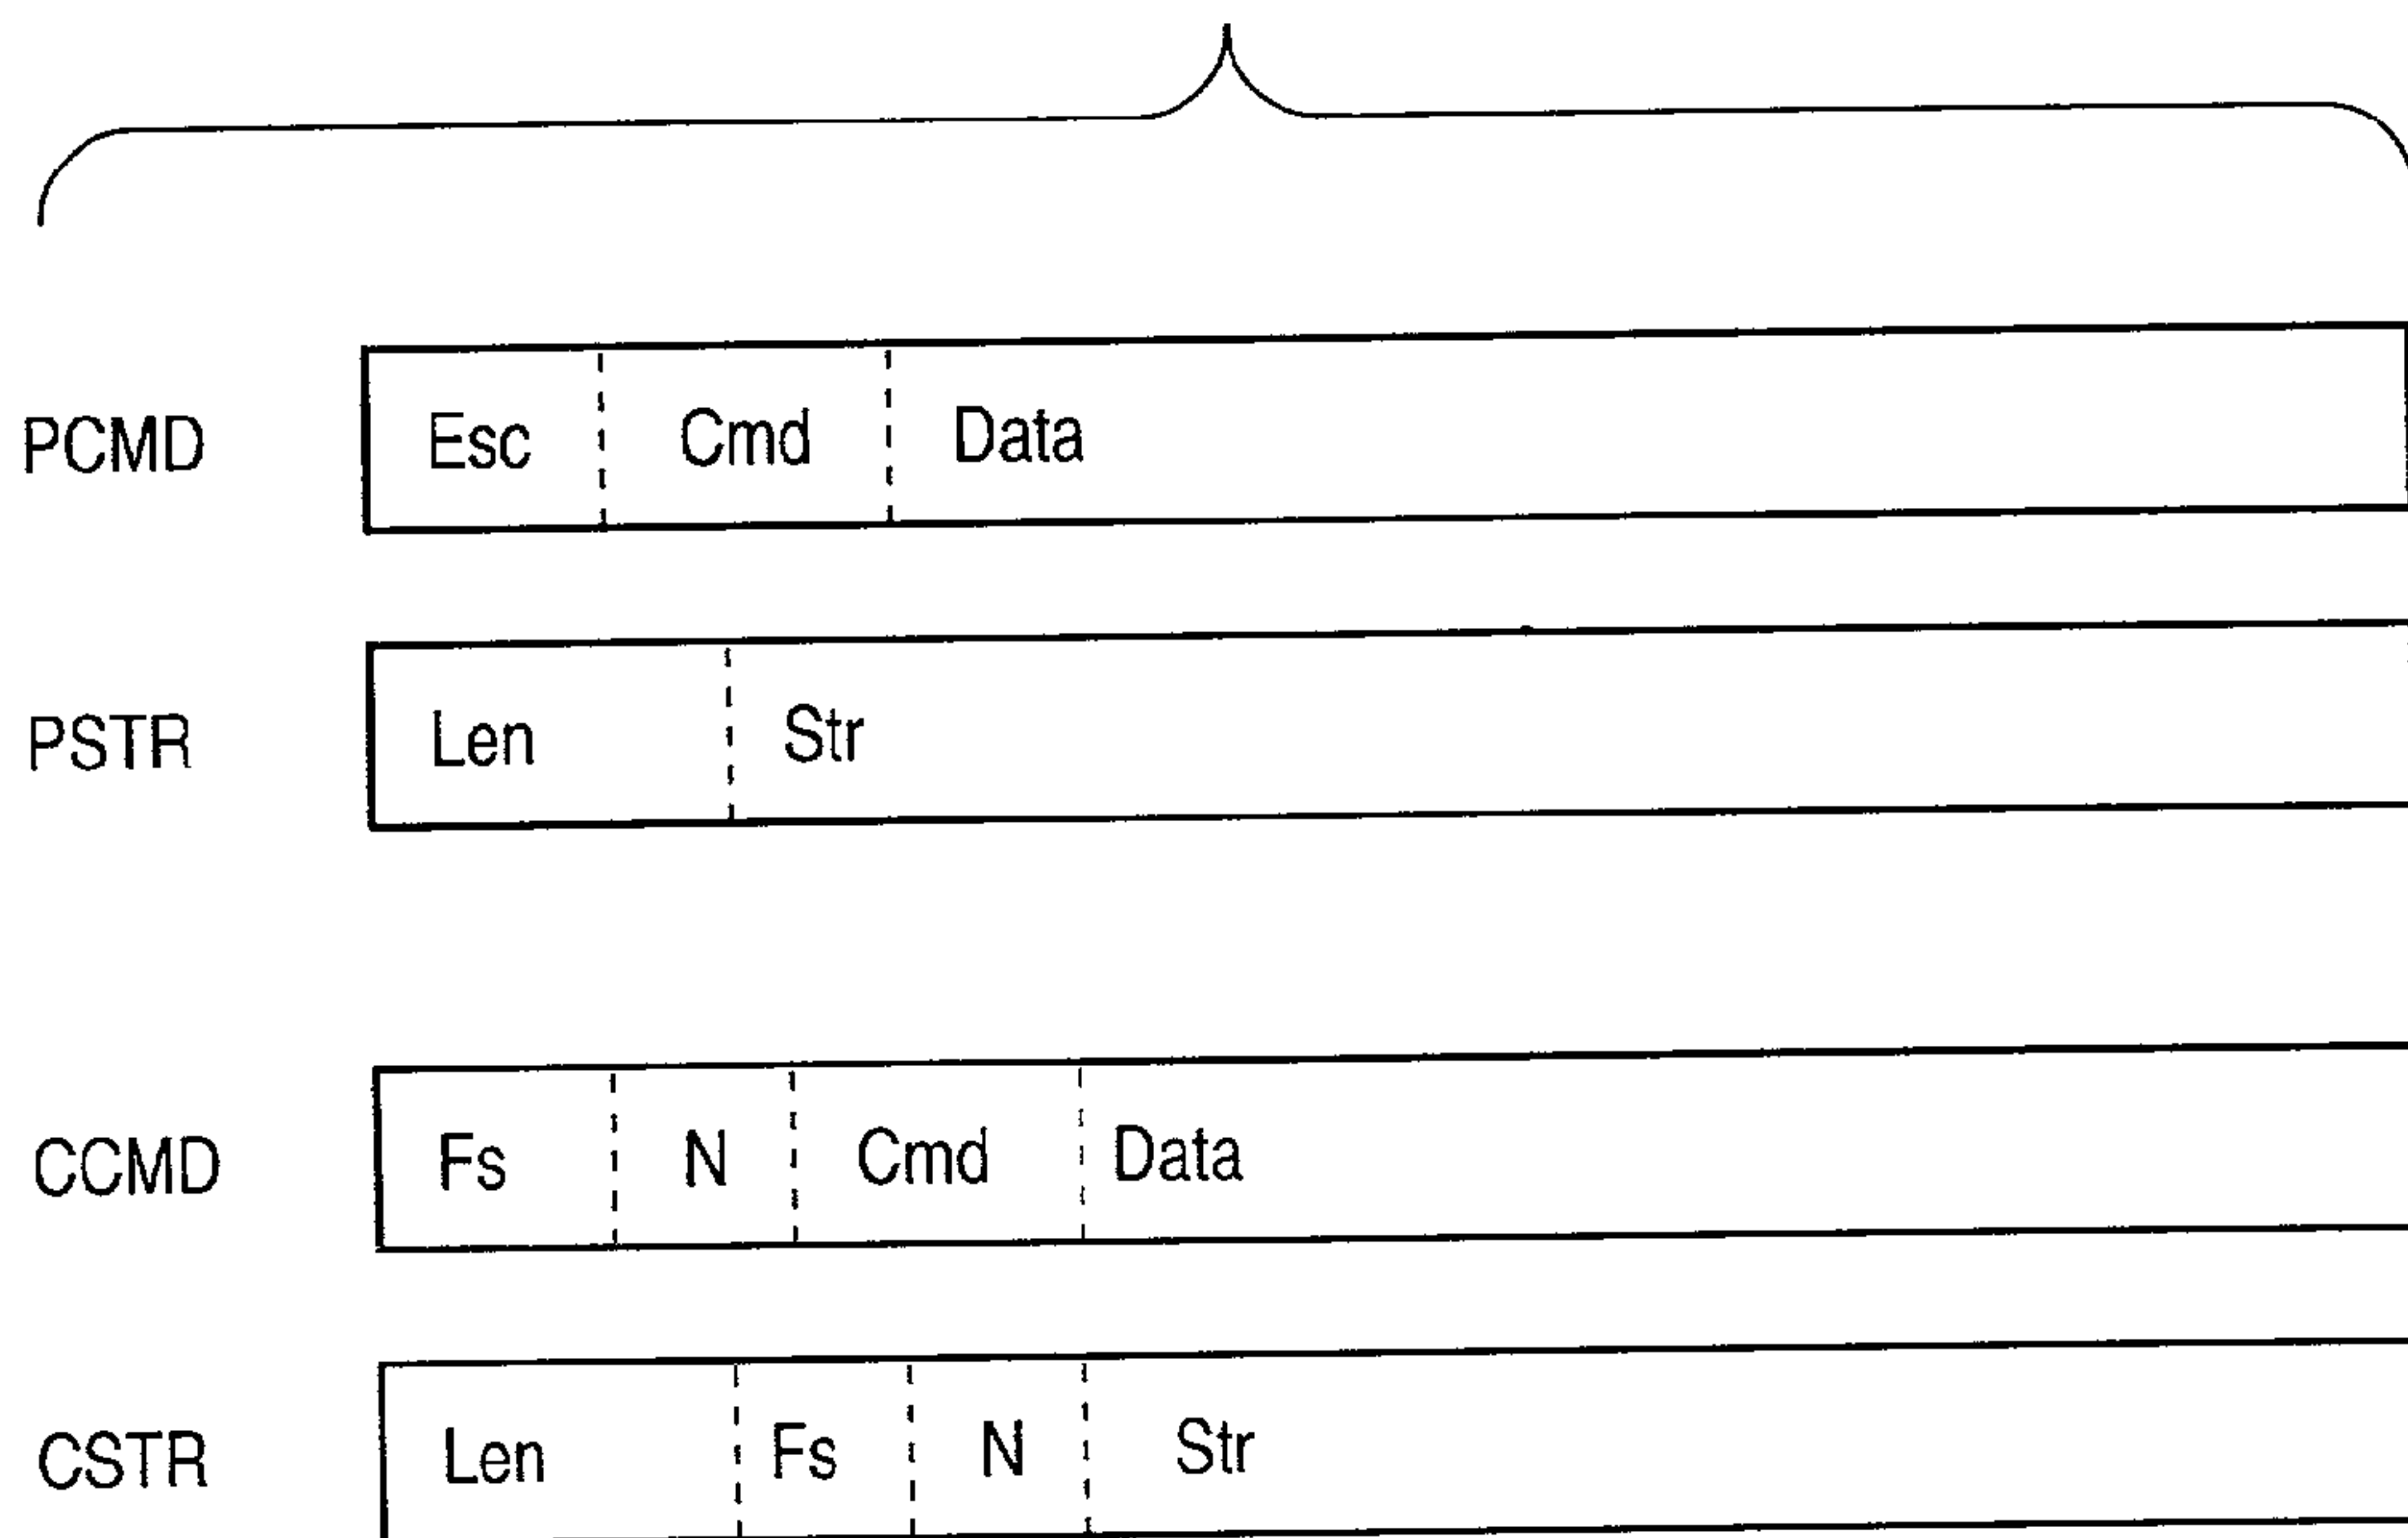 PCMD Esc Cmd Data
PSTR Len Str
CCMD Fs N Cmd Data
CSTR Len Fs N Str